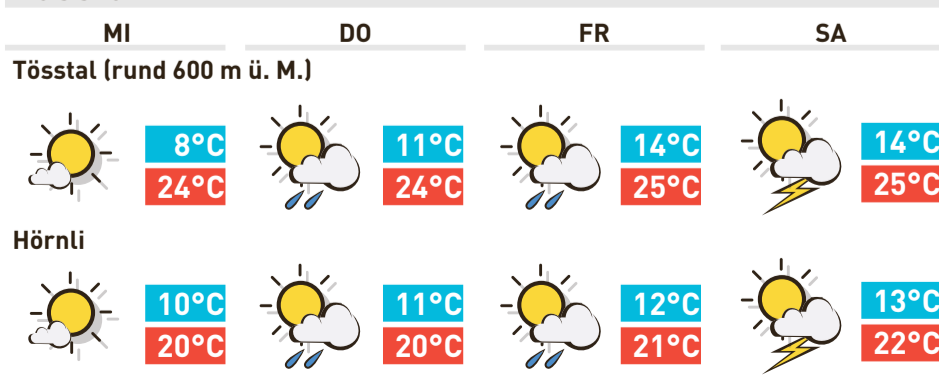 MI DO FR SA
Tösstal (rund 600 m ü. M.)
8°C 11°C 14°C 14°C
24°C 24°C 25°C 25°C
Hörnli
10°C 11°C 12°C 13°C
20°C 20°C 21°C 22°C